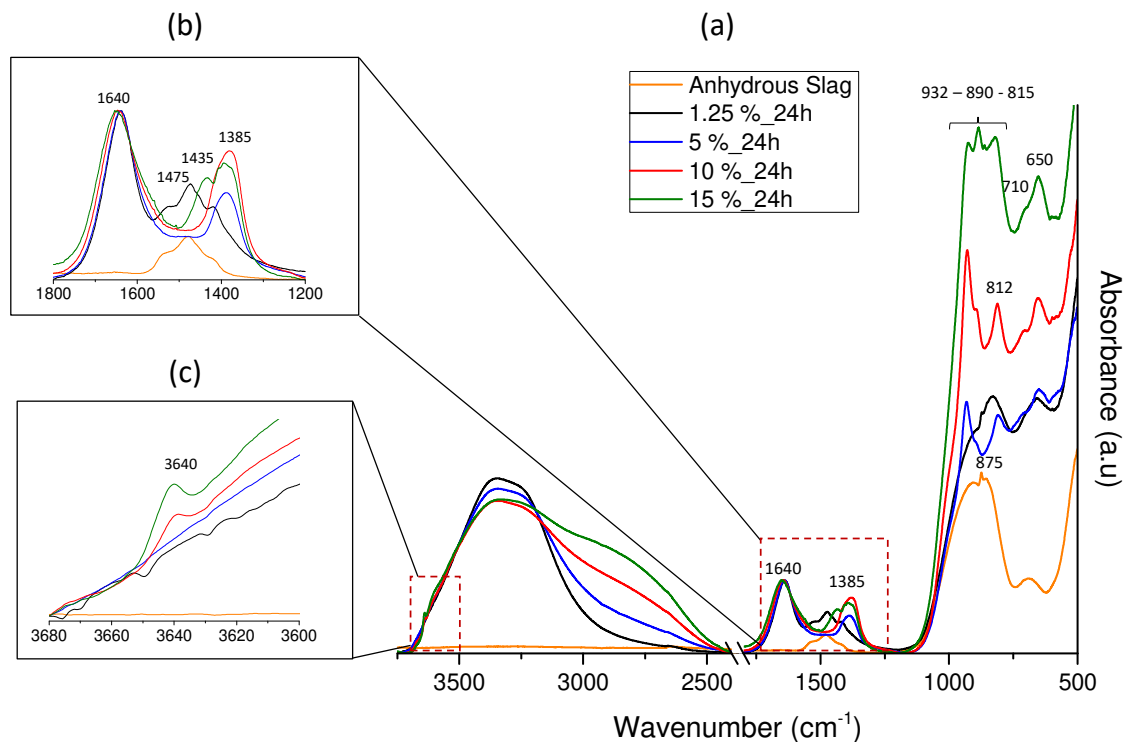 (b)
(a)
Anhydrous Slag
1.25 %_24h
5 %_24h
10 %_24h
15 %_24h
932 – 890 - 815
710
650
812
875
1640
1475
1435
1385
1800
1600
1400
1200
(c)
3640
3680
3660
3640
3620
3600
1640
1385
3500
3000
2500
1500
1000
500
Wavenumber (cm⁻¹)
Absorbance (a.u)